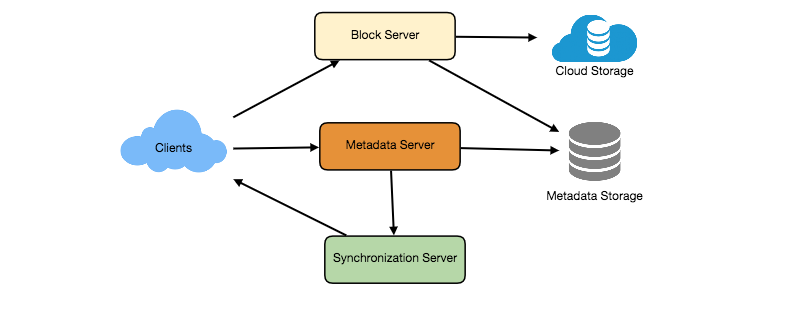 Block Server
Cloud Storage
Clients
Metadata Server
Metadata Storage
Synchronization Server